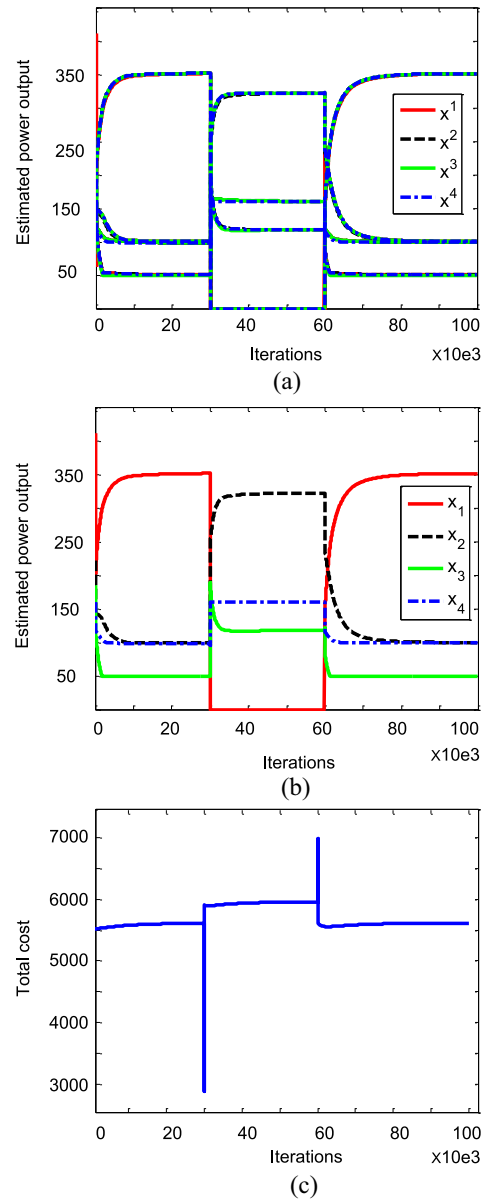 Estimated power output
350
250
150
50
x¹
x²
x³
x⁴
0 20 40 60 80 100
Iterations
X10e3
(a)
Estimated power output
350
250
150
50
x₁
x₂
x₃
x₄
0 20 40 60 80 100
Iterations
X10e3
(b)
Total cost
7000
6000
5000
4000
3000
0 20 40 60 80 100
Iterations
X10e3
(c)